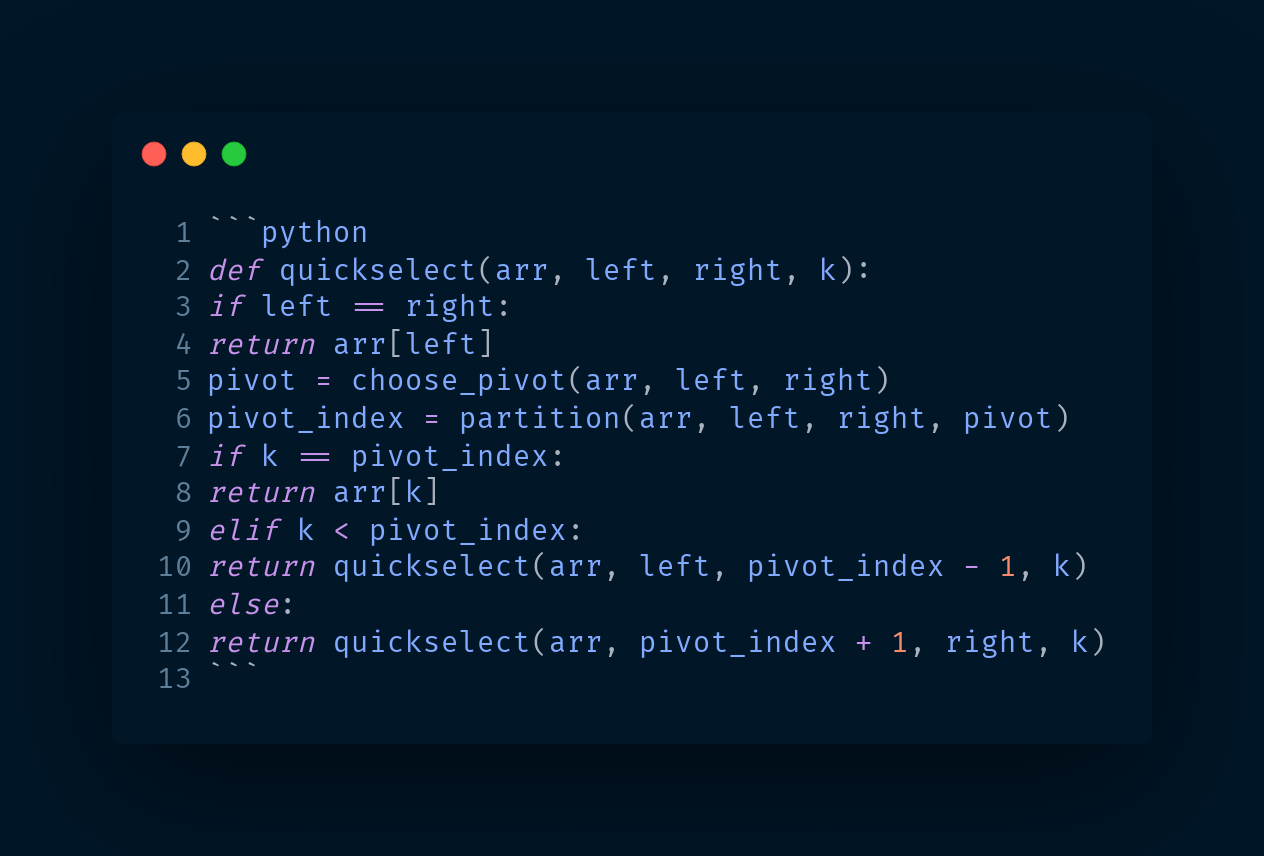 1 ```python
2 def quickselect(arr, left, right, k):
3 if left == right:
4 return arr[left]
5 pivot = choose_pivot(arr, left, right)
6 pivot_index = partition(arr, left, right, pivot)
7 if k == pivot_index:
8 return arr[k]
9 elif k < pivot_index:
10 return quickselect(arr, left, pivot_index - 1, k)
11 else:
12 return quickselect(arr, pivot_index + 1, right, k)
13 ```